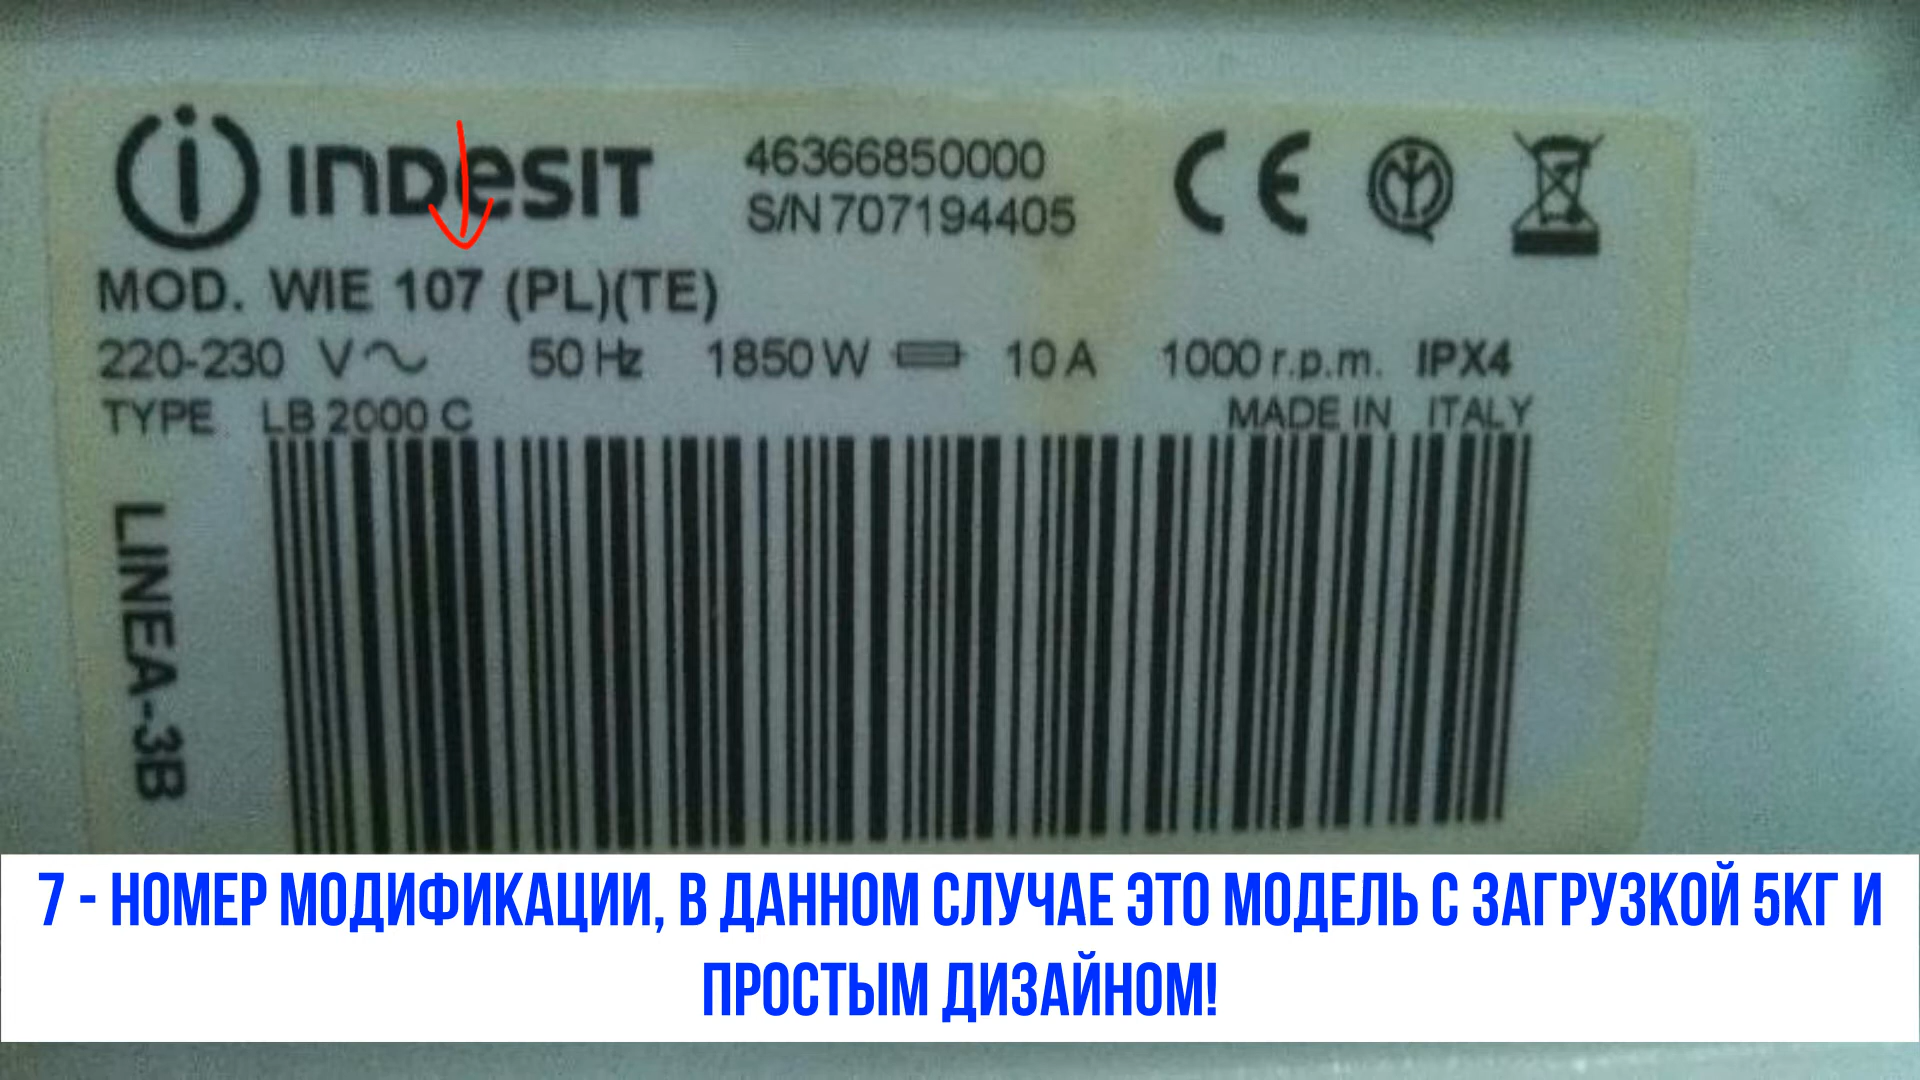 INDESIT 46366850000
S/N 707194405
MOD. WIE 107 (PL)(TE)
220-230 V~ 50 Hz 1850 W 10 A 1000 r.p.m. IPX4
TYPE LB 2000 C MADE IN ITALY
LINEA-3B
7 - НОМЕР МОДИФИКАЦИИ, В ДАННОМ СЛУЧАЕ ЭТО МОДЕЛЬ С ЗАГРУЗКОЙ 5КГ И
ПРОСТЫМ ДИЗАЙНОМ!